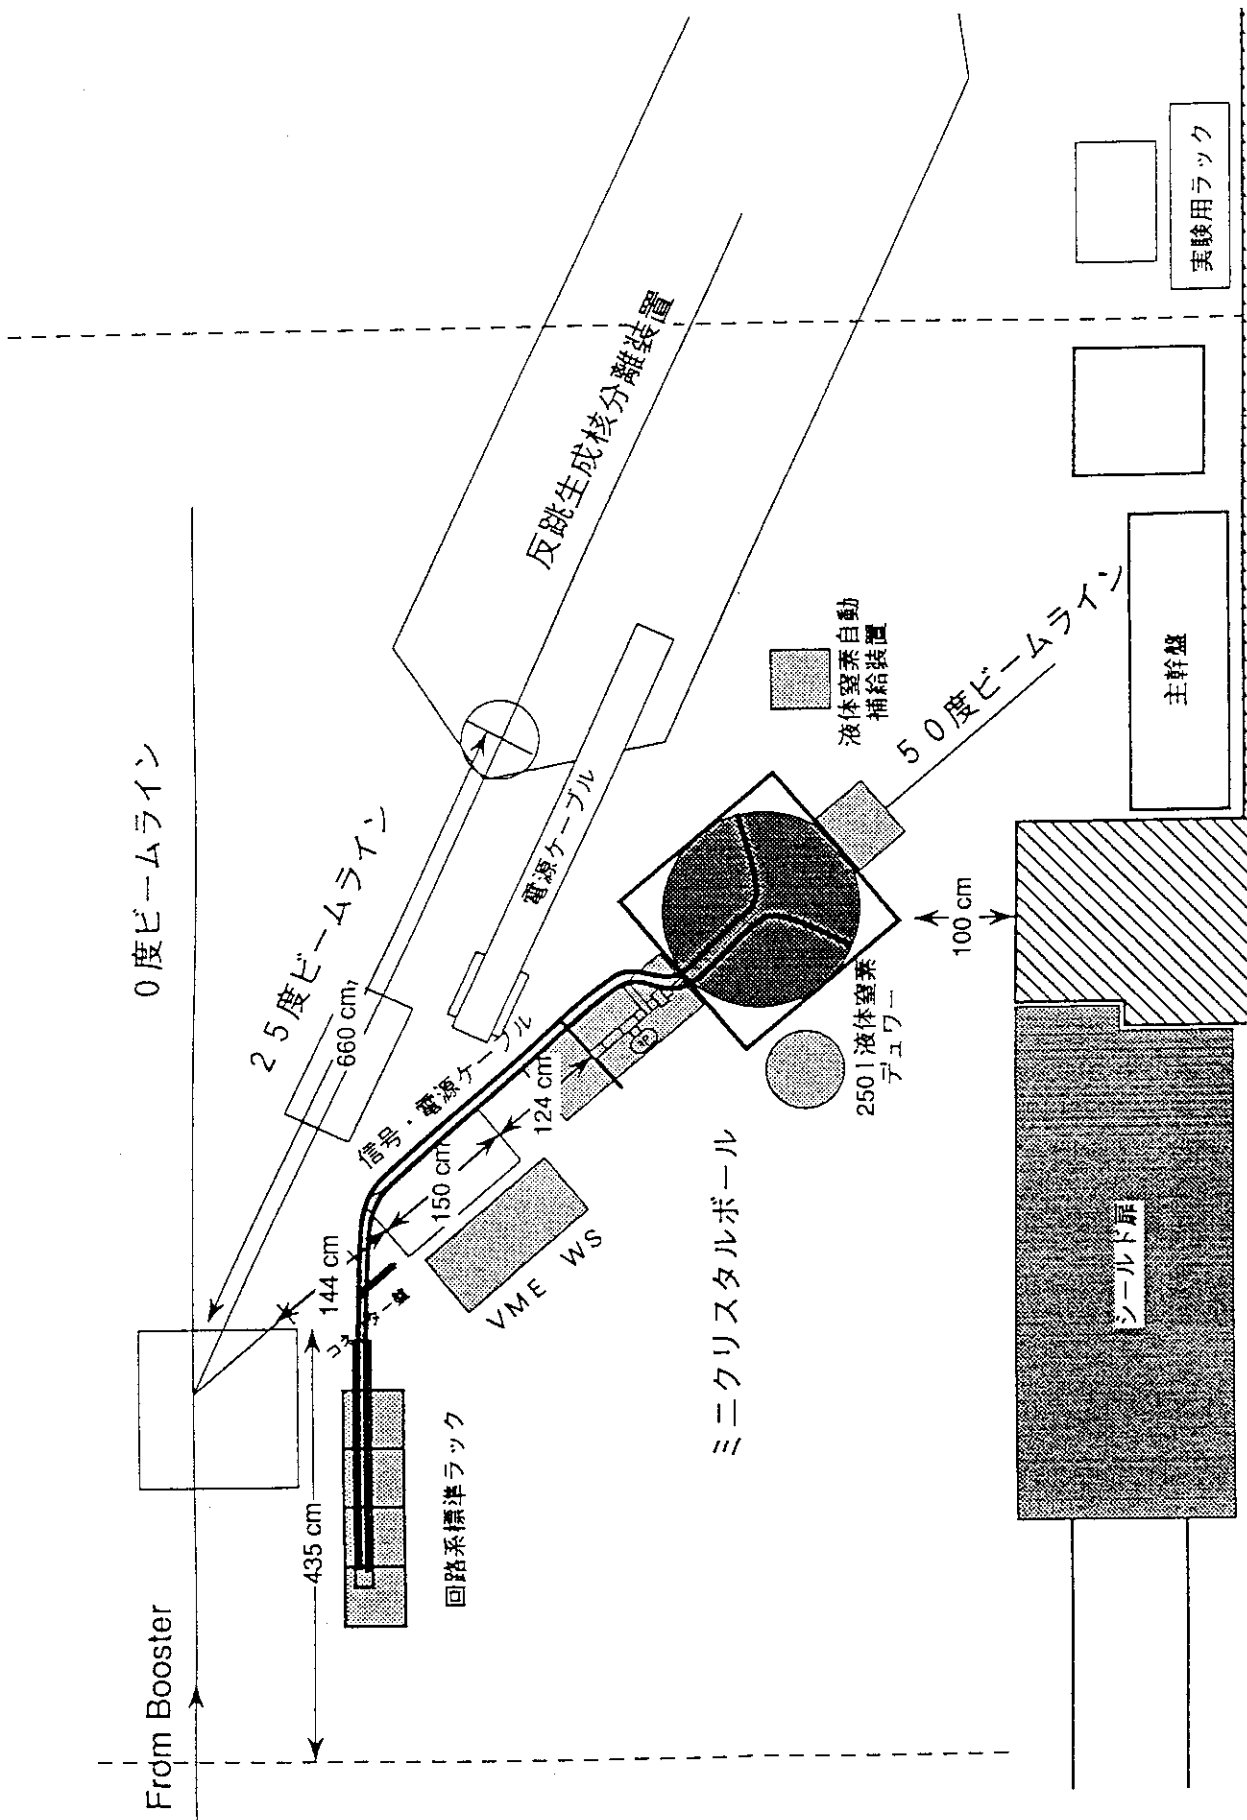 From Booster
0度ビームライン
25度ビームライン
660 cm,
435 cm
144 cm
150 cm
124 cm
信号・電源ケーブル
電源ケーブル
反跳生成核分離装置
回路系標準ラック
VME WS
ミニクリスタルボール
250l 液体窒素
デュワー
100 cm
液体窒素自動
補給装置
50度ビームライン
シールド扉
主幹盤
実験用ラック